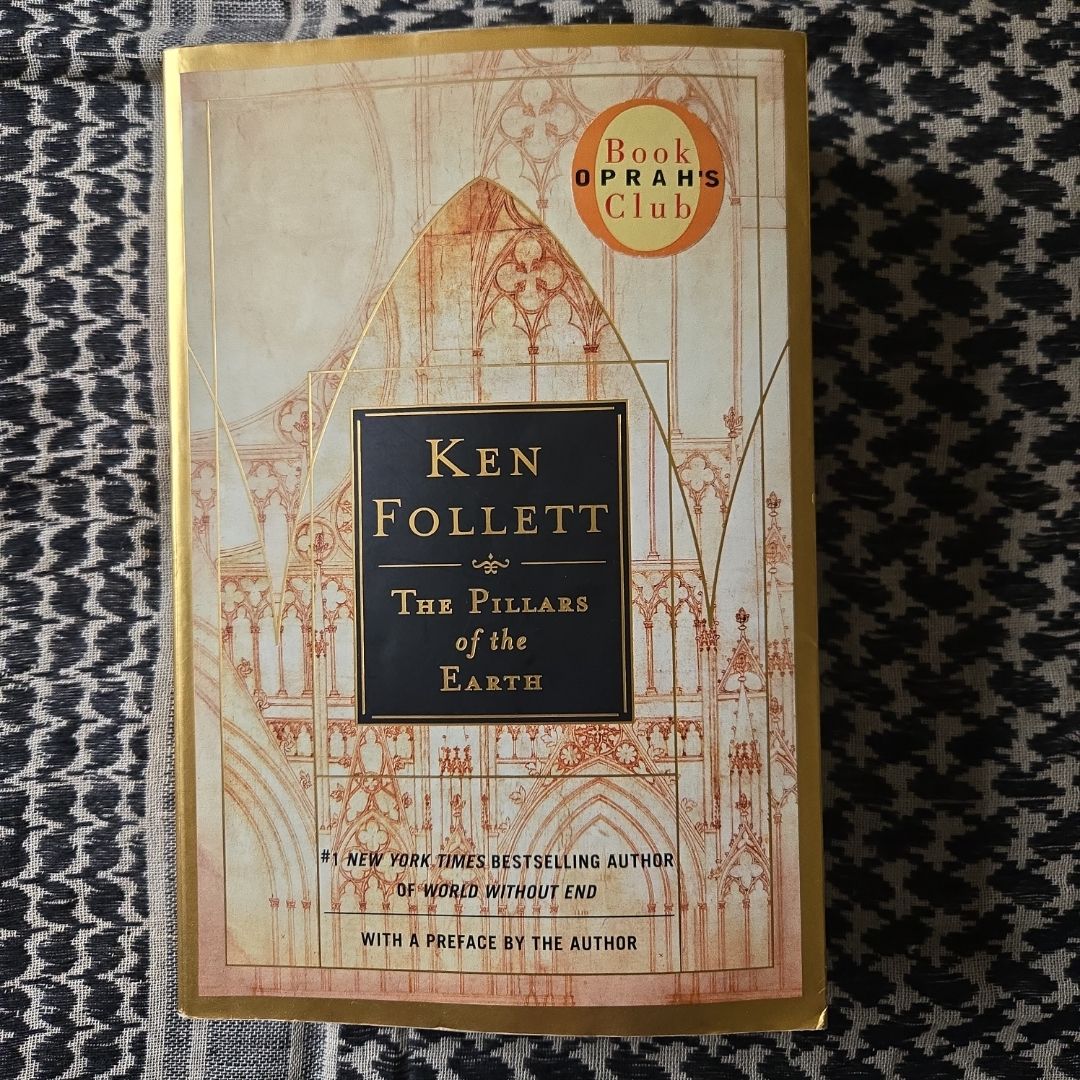 Book
OPRAH'S
Club
KEN
FOLLETT
THE PILLARS
of the
EARTH
#1 NEW YORK TIMES BESTSELLING AUTHOR
OF WORLD WITHOUT END
WITH A PREFACE BY THE AUTHOR